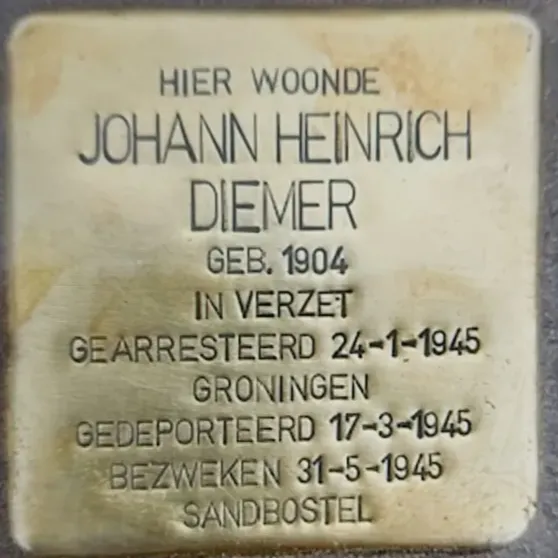 HIER WOONDE
JOHANN HEINRICH
DIEMER
GEB. 1904
IN VERZET
GEARRESTEERD 24-1-1945
GRONINGEN
GEDEPORTEERD 17-3-1945
BEZWEKEN 31-5-1945
SANDBOSTEL